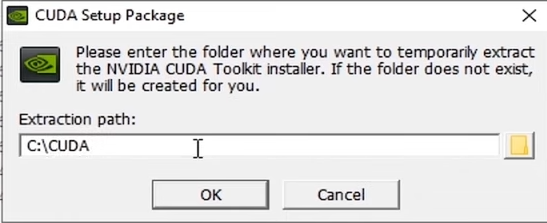 CUDA Setup Package
Please enter the folder where you want to temporarily extract
the NVIDIA CUDA Toolkit installer. If the folder does not exist,
it will be created for you.
Extraction path:
C:\CUDA
OK
Cancel